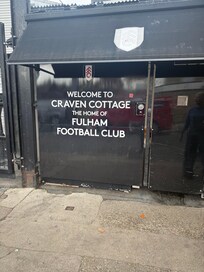 WELCOME TO
CRAVEN COTTAGE
THE HOME OF
FULHAM
FOOTBALL CLUB